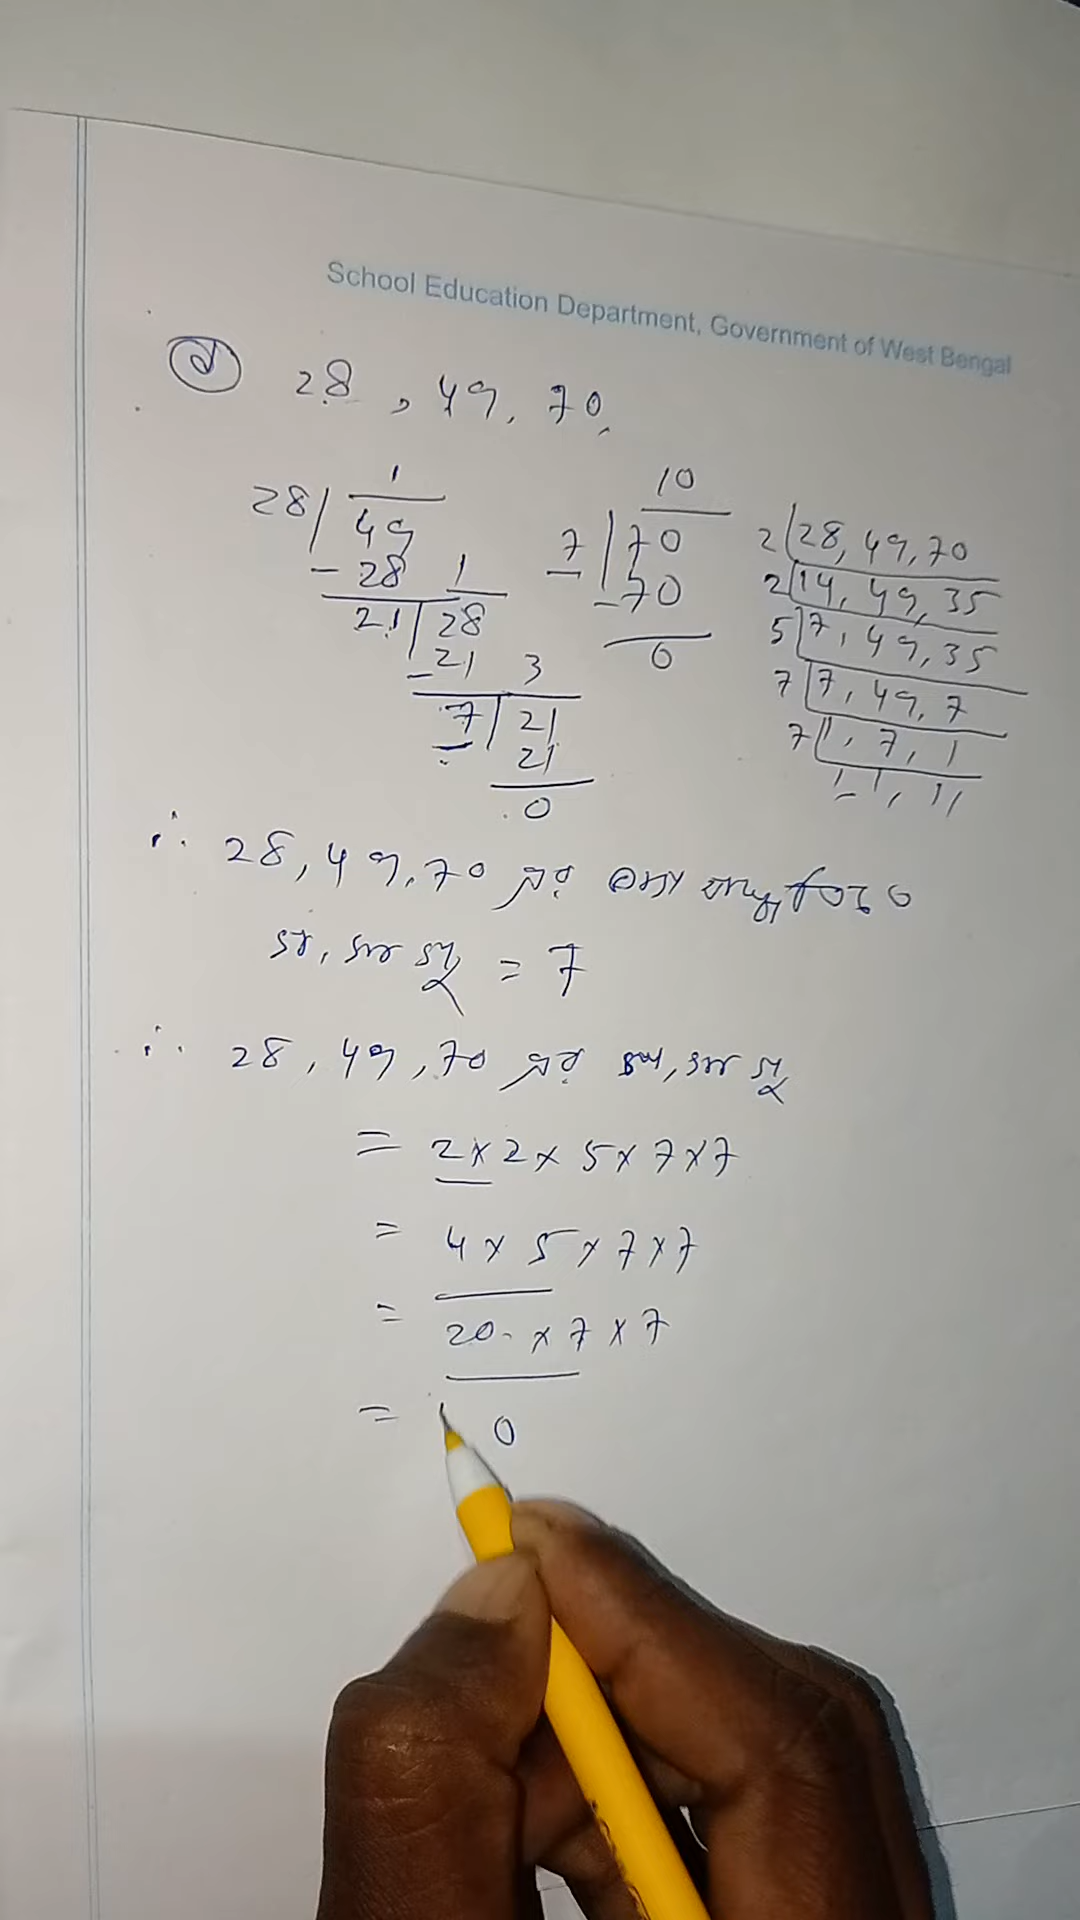 School Education Department, Government of West Bengal
28, 49, 70,
1
28 49
- 28 1
21 28
- 21 3
7 21
21
0
10
7 70
- 70
0
2 28, 49, 70
2 14, 49, 35
5 7, 49, 35
7 7, 49, 7
7 1, 7, 1
1, 1, 1
∴ 28, 49, 70 এর
= 7
∴ 28, 49, 70 এর
= 2 x 2 x 5 x 7 x 7
= 4 x 5 x 7 x 7
= 20 x 7 x 7
= 0